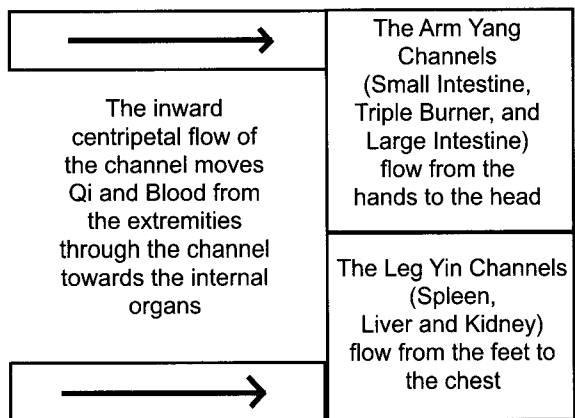 The inward
centripetal flow of
the channel moves
Qi and Blood from
the extremities
through the channel
towards the internal
organs
The Arm Yang
Channels
(Small Intestine,
Triple Burner, and
Large Intestine)
flow from the
hands to the head
The Leg Yin Channels
(Spleen,
Liver and Kidney)
flow from the feet to
the chest